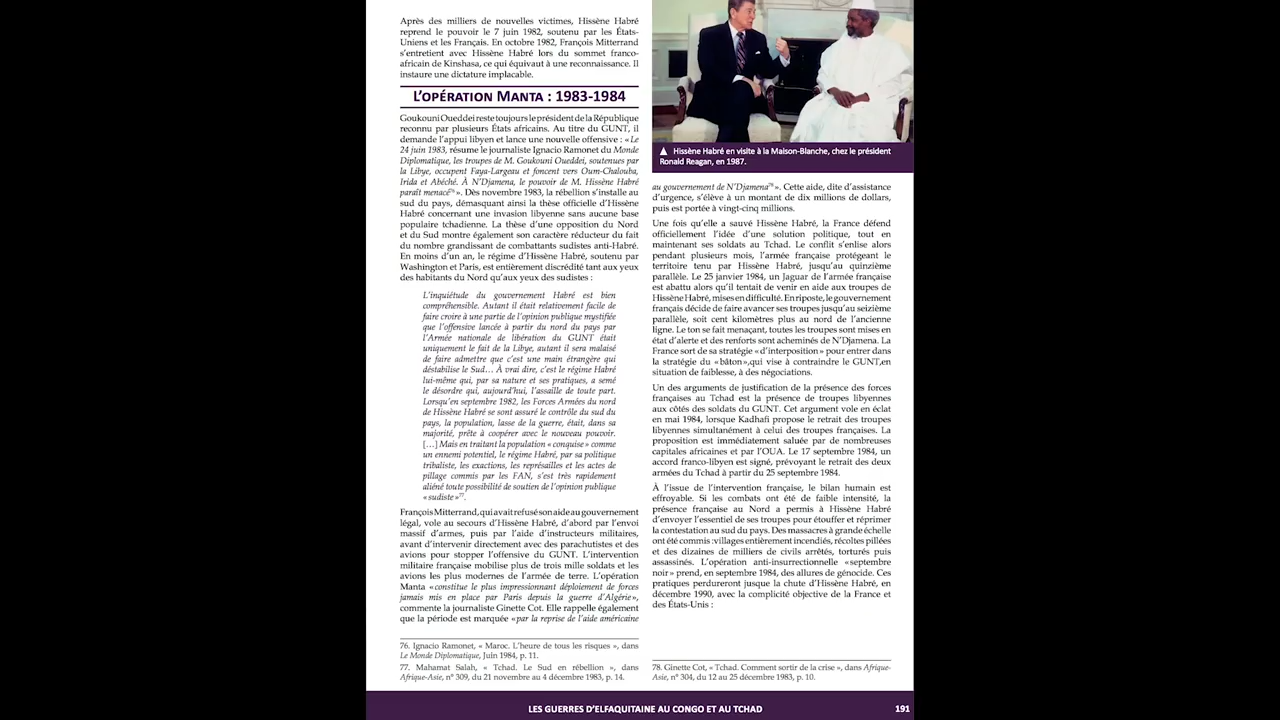 Après des milliers de nouvelles victimes, Hissène Habré
reprend le pouvoir le 7 juin 1982, soutenu par les États-
Uniens et les Français. En octobre 1982, François Mitterrand
s'entretient avec Hissène Habré lors du sommet franco-
africain de Kinshasa, ce qui équivaut à une reconnaissance. Il
instaure une dictature implacable.
L'OPÉRATION MANTA : 1983-1984
Goukouni Oueddei reste toujours le président de la République
reconnu par plusieurs États africains. Au titre du GUNT, il
demande l'appui libyen et lance une nouvelle offensive : « Le
24 juin 1983, résume le journaliste Ignacio Ramonet du Monde
Diplomatique, les troupes de M. Goukouni Oueddei, soutenues par
la Libye, occupent Faya-Largeau et foncent vers Oum-Chalouba,
Irida et Abéché. À N'Djamena, le pouvoir de M. Hissène Habré
paraît menacé⁷⁶ ». Dès novembre 1983, la rébellion s'installe au
sud du pays, démasquant ainsi la thèse officielle d'Hissène
Habré concernant une invasion libyenne sans aucune base
populaire tchadienne. La thèse d'une opposition du Nord
et du Sud montre également son caractère réducteur du fait
du nombre grandissant de combattants sudistes anti-Habré.
En moins d'un an, le régime d'Hissène Habré, soutenu par
Washington et Paris, est entièrement discrédité tant aux yeux
des habitants du Nord qu'aux yeux des sudistes :
L'inquiétude du gouvernement Habré est bien
compréhensible. Autant il était relativement facile de
faire croire à une partie de l'opinion publique mystifiée
que l'offensive lancée à partir du nord du pays par
l'Armée nationale de libération du GUNT était
uniquement le fait de la Libye, autant il sera malaisé
de faire admettre que c'est une main étrangère qui
déstabilise le Sud… À vrai dire, c'est le régime Habré
lui-même qui, par sa nature et ses pratiques, a semé
le désordre qui, aujourd'hui, l'assaille de toute part.
Lorsqu'en septembre 1982, les Forces Armées du nord
de Hissène Habré se sont assuré le contrôle du sud du
pays, la population, lasse de la guerre, était, dans sa
majorité, prête à coopérer avec le nouveau pouvoir.
[…] Mais en traitant la population « conquise » comme
un ennemi potentiel, le régime Habré, par sa politique
tribaliste, les exactions, les représailles et les actes de
pillage commis par les FAN, s'est très rapidement
aliéné toute possibilité de soutien de l'opinion publique
« sudiste »⁷⁷.
François Mitterrand, qui avait refusé son aide au gouvernement
légal, vole au secours d'Hissène Habré, d'abord par l'envoi
massif d'armes, puis par l'aide d'instructeurs militaires,
avant d'intervenir directement avec des parachutistes et des
avions pour stopper l'offensive du GUNT. L'intervention
militaire française mobilise plus de trois mille soldats et les
avions les plus modernes de l'armée de terre. L'opération
Manta « constitue le plus impressionnant déploiement de forces
jamais mis en place par Paris depuis la guerre d'Algérie »,
commente la journaliste Ginette Cot. Elle rappelle également
que la période est marquée « par la reprise de l'aide américaine
76. Ignacio Ramonet, « Maroc. L'heure de tous les risques », dans
Le Monde Diplomatique, Juin 1984, p. 11.
77. Mahamat Salah, « Tchad. Le Sud en rébellion », dans
Afrique-Asie, n° 309, du 21 novembre au 4 décembre 1983, p. 14.
▲ Hissène Habré en visite à la Maison-Blanche, chez le président
Ronald Reagan, en 1987.
au gouvernement de N'Djamena⁷⁸ ». Cette aide, dite d'assistance
d'urgence, s'élève à un montant de dix millions de dollars,
puis est portée à vingt-cinq millions.
Une fois qu'elle a sauvé Hissène Habré, la France défend
officiellement l'idée d'une solution politique, tout en
maintenant ses soldats au Tchad. Le conflit s'enlise alors
pendant plusieurs mois, l'armée française protégeant le
territoire tenu par Hissène Habré, jusqu'au quinzième
parallèle. Le 25 janvier 1984, un Jaguar de l'armée française
est abattu alors qu'il tentait de venir en aide aux troupes de
Hissène Habré, mises en difficulté. En riposte, le gouvernement
français décide de faire avancer ses troupes jusqu'au seizième
parallèle, soit cent kilomètres plus au nord de l'ancienne
ligne. Le ton se fait menaçant, toutes les troupes sont mises en
état d'alerte et des renforts sont acheminés de N'Djamena. La
France sort de sa stratégie « d'interposition » pour entrer dans
la stratégie du « bâton »,qui vise à contraindre le GUNT,en
situation de faiblesse, à des négociations.
Un des arguments de justification de la présence des forces
françaises au Tchad est la présence de troupes libyennes
aux côtés des soldats du GUNT. Cet argument vole en éclat
en mai 1984, lorsque Kadhafi propose le retrait des troupes
libyennes simultanément à celui des troupes françaises. La
proposition est immédiatement saluée par de nombreuses
capitales africaines et par l'OUA. Le 17 septembre 1984, un
accord franco-libyen est signé, prévoyant le retrait des deux
armées du Tchad à partir du 25 septembre 1984.
À l'issue de l'intervention française, le bilan humain est
effroyable. Si les combats ont été de faible intensité, la
présence française au Nord a permis à Hissène Habré
d'envoyer l'essentiel de ses troupes pour étouffer et réprimer
la contestation au sud du pays. Des massacres à grande échelle
ont été commis :villages entièrement incendiés, récoltes pillées
et des dizaines de milliers de civils arrêtés, torturés puis
assassinés. L'opération anti-insurrectionnelle « septembre
noir » prend, en septembre 1984, des allures de génocide. Ces
pratiques perdureront jusque la chute d'Hissène Habré, en
décembre 1990, avec la complicité objective de la France et
des États-Unis :
78. Ginette Cot, « Tchad. Comment sortir de la crise », dans Afrique-
Asie, n° 304, du 12 au 25 décembre 1983, p. 10.
LES GUERRES D'ELFAQUITAINE AU CONGO ET AU TCHAD
191